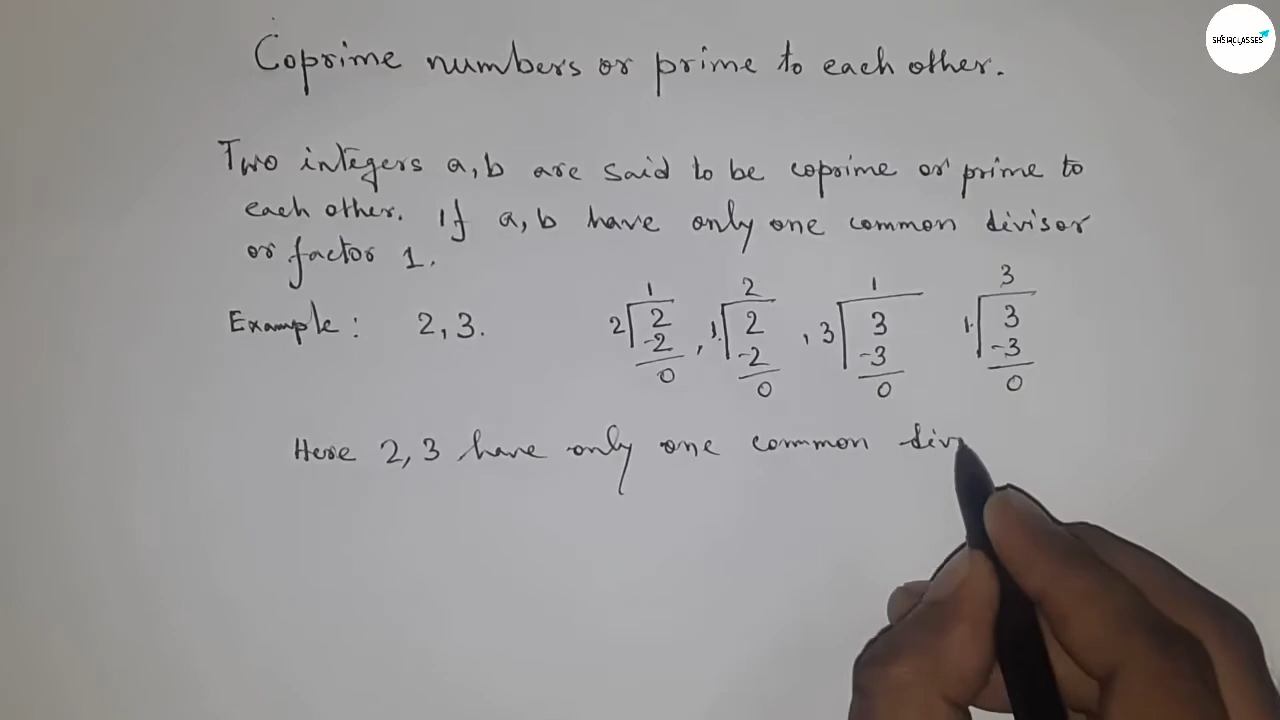 SHSIRCLASSES
Coprime numbers or prime to each other.
Two integers a, b are said to be coprime or prime to
each other. If a, b have only one common divisor
or factor 1.
Example: 2, 3.
1 2 1 3
2 2 , 1. 2 , 3 3 1. 3
-2 -2 -3 -3
0 0 0 0
Here 2, 3 have only one common div